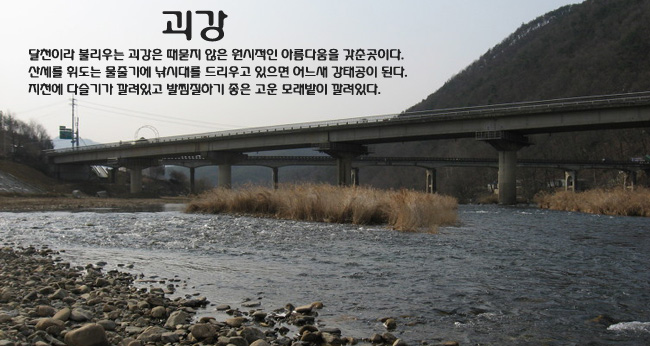 괴강
달천이라 불리우는 괴강은 때묻지 않은 원시적인 아름다움을 갖춘곳이다.
산세를 휘도는 물줄기에 낚시대를 드리우고 있으면 어느새 강태공이 된다.
지천에 다슬기가 깔려있고 발찜질하기 좋은 고운 모래밭이 깔려있다.